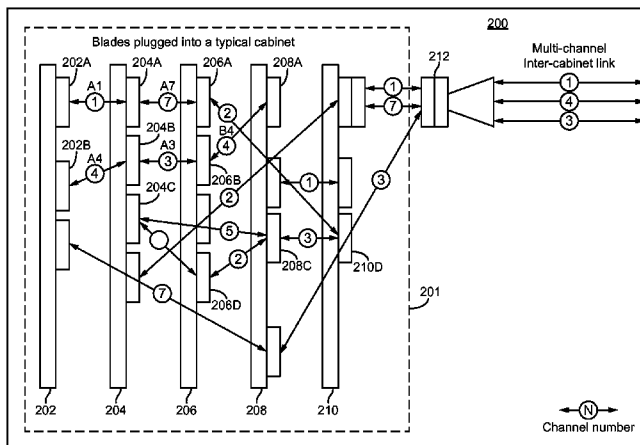 200
Blades plugged into a typical cabinet
Multi-channel
Inter-cabinet link
202A
204A
206A
208A
212
A1
A7
1
7
2
1
7
1
4
3
202B
204B
B4
4
A4
A3
4
3
206B
204C
2
1
3
5
2
3
208C
210D
206D
7
201
202
204
206
208
210
N
Channel number